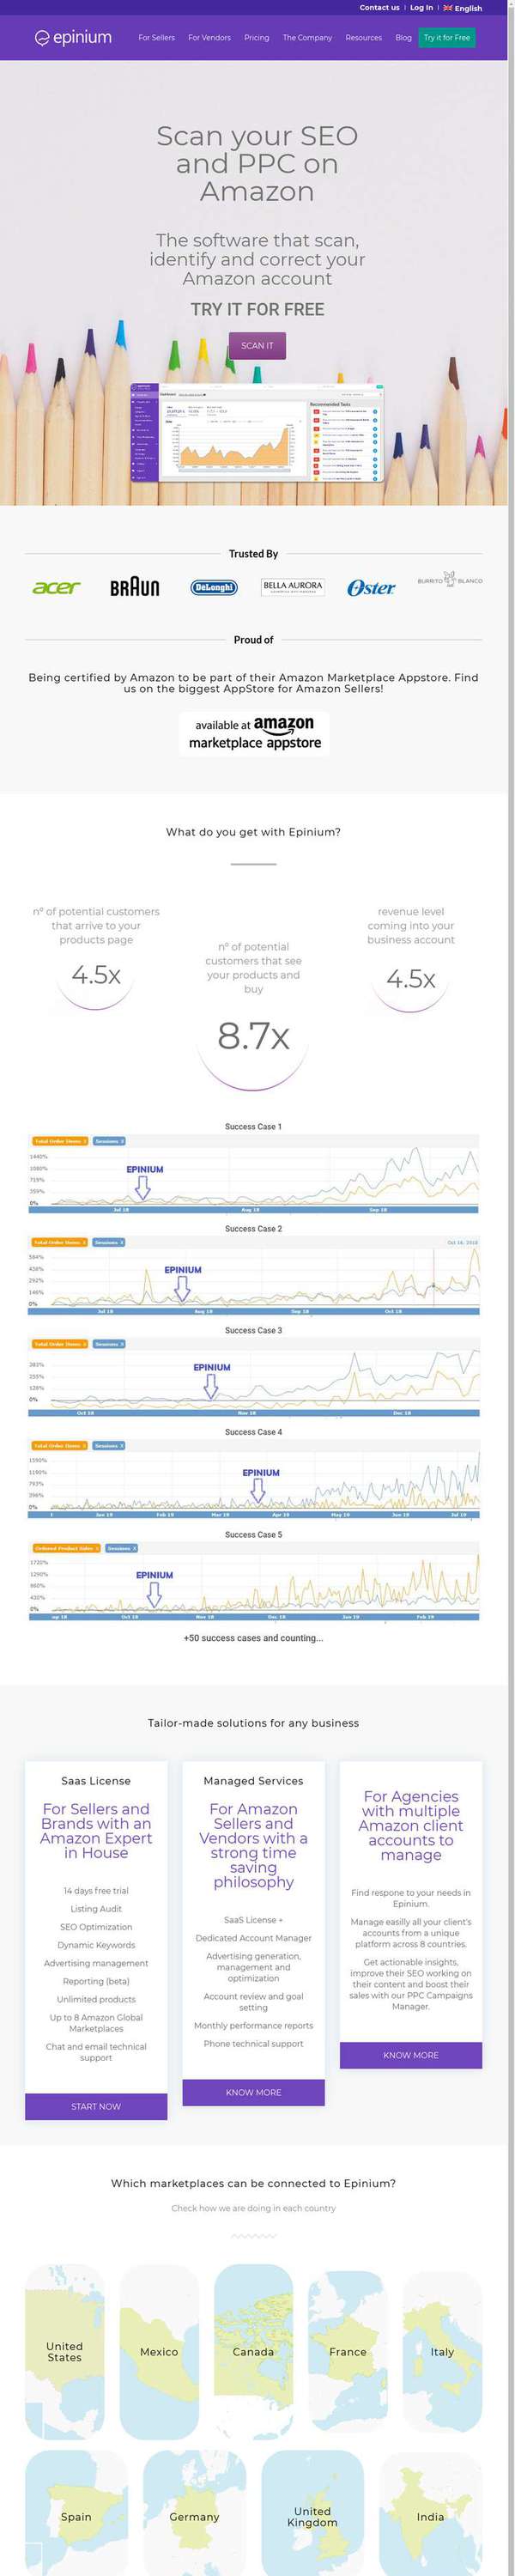 Contact us | Log In | English
epinium
For Sellers For Vendors Pricing The Company Resources Blog Try it for Free
Scan your SEO
and PPC on
Amazon
The software that scan,
identify and correct your
Amazon account
TRY IT FOR FREE
SCAN IT
Trusted By
acer BRAUN DeLonghi BELLA AURORA Oster BURRITO BLANCO
Proud of
Being certified by Amazon to be part of their Amazon Marketplace Appstore. Find
us on the biggest AppStore for Amazon Sellers!
available at amazon
marketplace appstore
What do you get with Epinium?
nº of potential customers
that arrive to your
products page
4.5x
nº of potential
customers that see
your products and
buy
8.7x
revenue level
coming into your
business account
4.5x
Success Case 1
Total Order Items X Sessions X
1440%
1080%
719%
359%
0%
EPINIUM
Jul 18 Aug 18 Sep 18
Success Case 2
Total Order Items X Sessions X
Oct 18, 2018
0%
EPINIUM
Jul 18 Aug 18 Sep 18 Oct 18
Success Case 3
Total Order Items X Sessions X
0%
EPINIUM
Oct 18 Nov 18 Dec 18
Success Case 4
Total Order Items X Sessions X
0%
EPINIUM
Jan 19 Feb 19 Mar 19 Apr 19 May 19 Jun 19 Jul 19
Success Case 5
Ordered Product Sales X Sessions X
1720%
1290%
860%
430%
0%
EPINIUM
Oct 18 Nov 18 Dec 18 Jan 19 Feb 19
+50 success cases and counting...
Tailor-made solutions for any business
Saas License
For Sellers and
Brands with an
Amazon Expert
in House
14 days free trial
Listing Audit
SEO Optimization
Dynamic Keywords
Advertising management
Reporting (beta)
Unlimited products
Up to 8 Amazon Global
Marketplaces
Chat and email technical
support
START NOW
Managed Services
For Amazon
Sellers and
Vendors with a
strong time
saving
philosophy
SaaS License +
Dedicated Account Manager
Advertising generation,
management and
optimization
Account review and goal
setting
Monthly performance reports
Phone technical support
KNOW MORE
For Agencies
with multiple
Amazon client
accounts to
manage
Find respone to your needs in
Epinium.
Manage easilly all your client's
accounts from a unique
platform across 8 countries.
Get actionable insights,
improve their SEO working on
their content and boost their
sales with our PPC Campaigns
Manager.
KNOW MORE
Which marketplaces can be connected to Epinium?
Check how we are doing in each country
United
States
Mexico
Canada
France
Italy
Spain
Germany
United
Kingdom
India